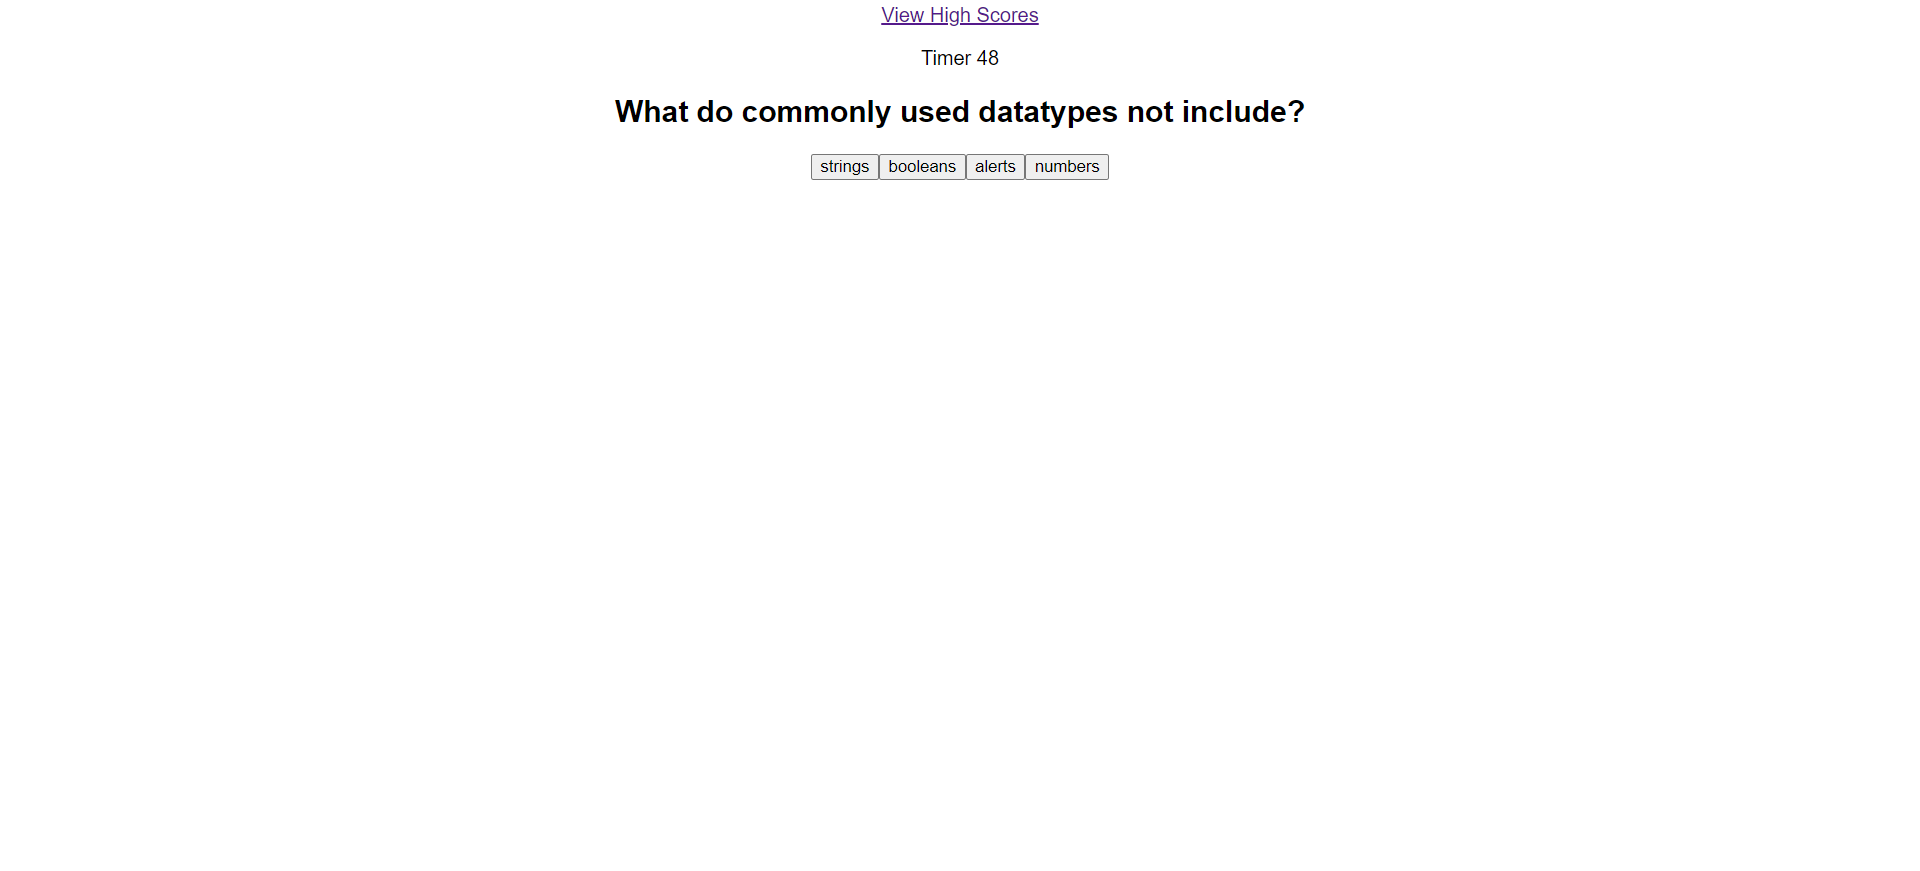 View High Scores
Timer 48
What do commonly used datatypes not include?
strings booleans alerts numbers